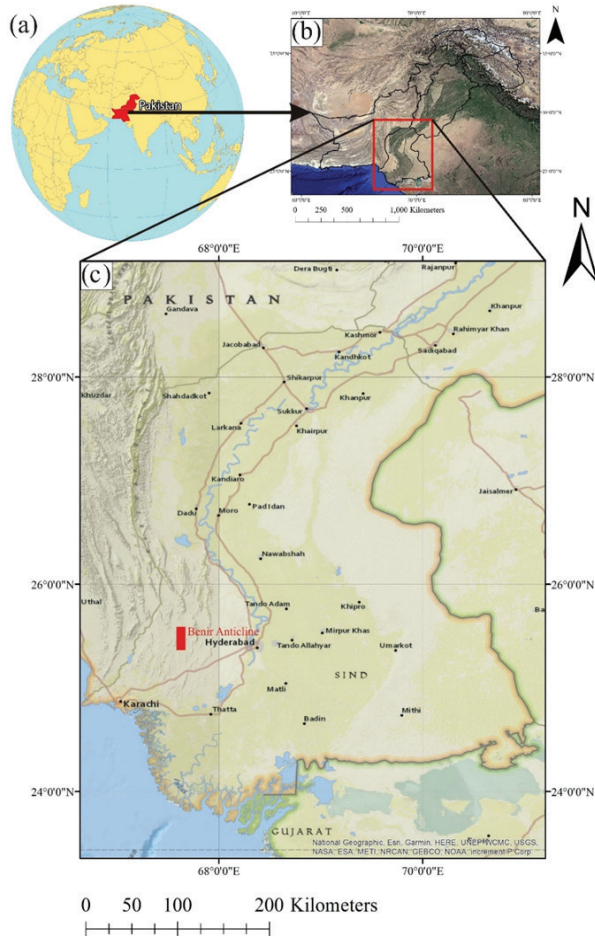 (a)
Pakistan
(b)
N
0 250 500 1,000 Kilometers
N
68°0'0"E 70°0'0"E
(c)
Dera Bugti
Rajanpur
PAKISTAN
Gandava
Khanpur
Kashmor
Rahimyar Khan
Jacobabad
Kandhkot
Sadiqabad
28°0'0"N
28°0'0"N
Shikarpur
Khuzdar
Shahdadkot
Khanpur
Sukkur
Larkana
Khairpur
Kandiaro
Jaisalmer
Dadu
Moro
Pad Idan
Nawabshah
26°0'0"N
26°0'0"N
Uthal
Tando Adam
Khipro
Ba
Benir Anticline
Mirpur Khas
Hyderabad
Tando Allahyar
Umarkot
SIND
Matli
Karachi
Thatta
Badin
Mithi
24°0'0"N
24°0'0"N
GUJARAT
National Geographic, Esri, Garmin, HERE, UNEP-WCMC, USGS,
NASA, ESA, METI, NRCAN, GEBCO, NOAA, increment P Corp.
68°0'0"E 70°0'0"E
0 50 100 200 Kilometers